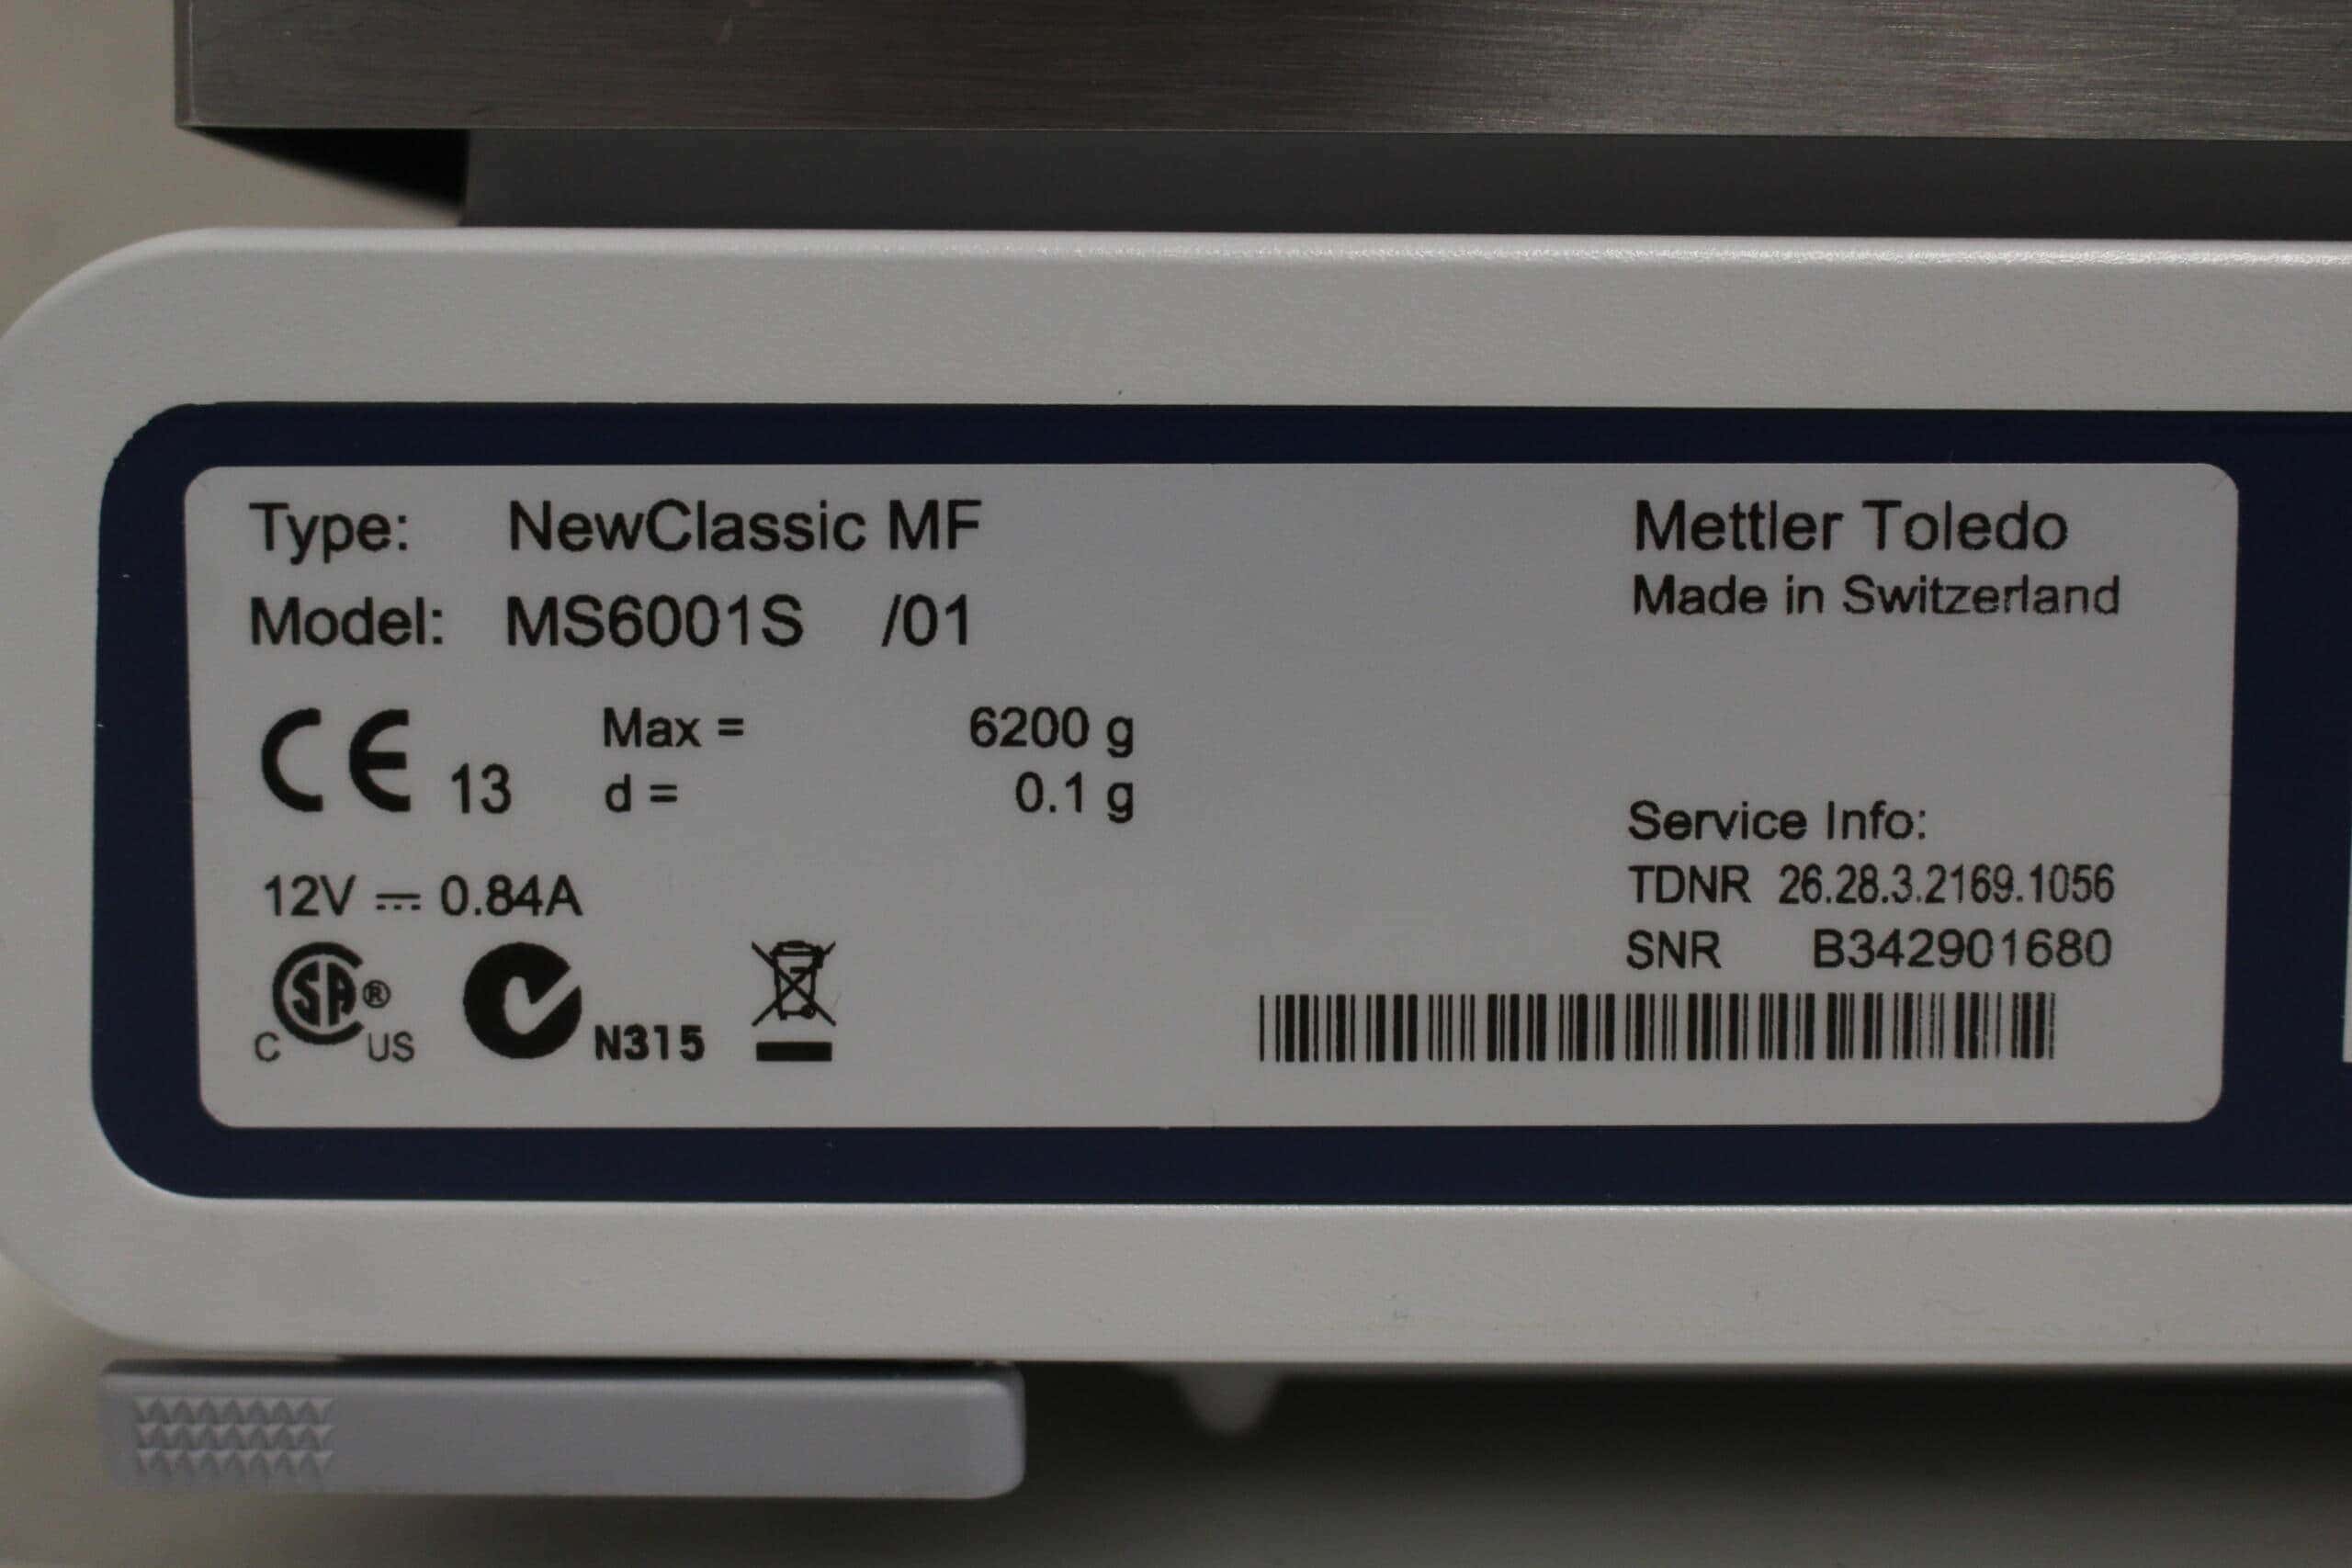 Type: NewClassic MF
Model: MS6001S /01
Mettler Toledo
Made in Switzerland
CE 13
Max = 6200 g
d = 0.1 g
12V ⎓ 0.84A
Service Info:
TDNR 26.28.3.2169.1056
SNR B342901680
C SA® US
N315